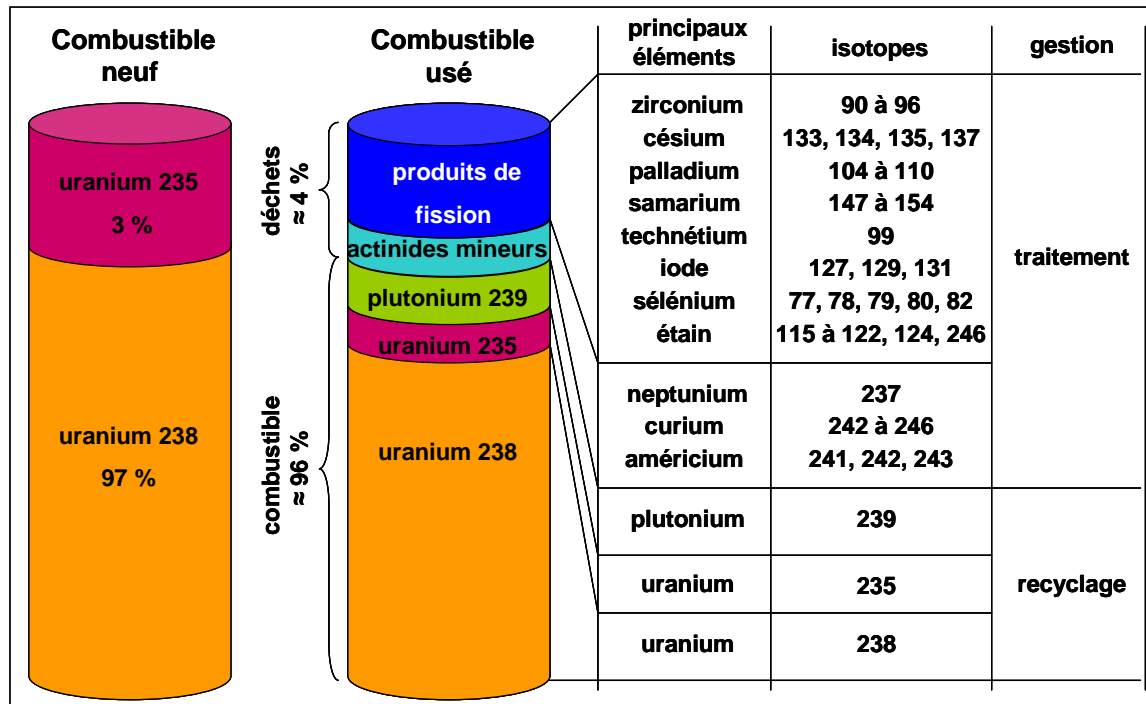 Combustible
neuf
uranium 235
3 %
uranium 238
97 %
déchets
≈ 4 %
combustible
≈ 96 %
Combustible
usé
produits de
fission
actinides mineurs
plutonium 239
uranium 235
uranium 238
principaux
éléments
isotopes
gestion
zirconium 90 à 96
césium 133, 134, 135, 137
palladium 104 à 110
samarium 147 à 154
technétium 99
iode 127, 129, 131
sélénium 77, 78, 79, 80, 82
étain 115 à 122, 124, 246
neptunium 237
curium 242 à 246
américium 241, 242, 243
traitement
plutonium 239
uranium 235
uranium 238
recyclage